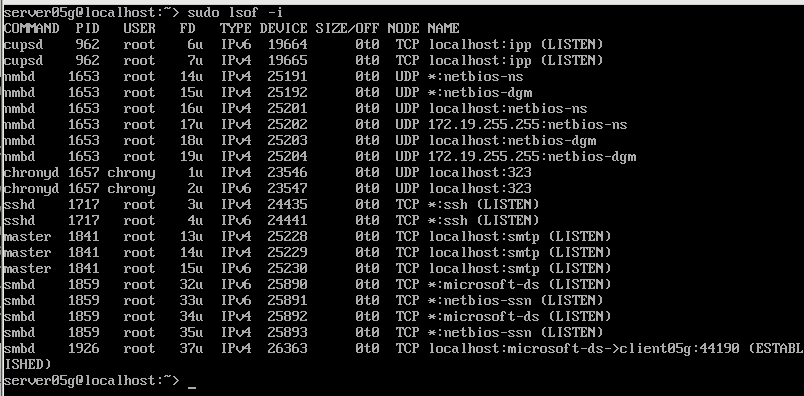 server05g@localhost:~> sudo lsof -i
COMMAND  PID   USER   FD   TYPE DEVICE SIZE/OFF NODE NAME
cupsd    962   root    6u  IPv6  19664      0t0  TCP localhost:ipp (LISTEN)
cupsd    962   root    7u  IPv4  19665      0t0  TCP localhost:ipp (LISTEN)
nmbd    1653   root   14u  IPv4  25191      0t0  UDP *:netbios-ns
nmbd    1653   root   15u  IPv4  25192      0t0  UDP *:netbios-dgm
nmbd    1653   root   16u  IPv4  25201      0t0  UDP localhost:netbios-ns
nmbd    1653   root   17u  IPv4  25202      0t0  UDP 172.19.255.255:netbios-ns
nmbd    1653   root   18u  IPv4  25203      0t0  UDP localhost:netbios-dgm
nmbd    1653   root   19u  IPv4  25204      0t0  UDP 172.19.255.255:netbios-dgm
chronyd 1657 chrony    1u  IPv4  23546      0t0  UDP localhost:323
chronyd 1657 chrony    2u  IPv6  23547      0t0  UDP localhost:323
sshd    1717   root    3u  IPv4  24435      0t0  TCP *:ssh (LISTEN)
sshd    1717   root    4u  IPv6  24441      0t0  TCP *:ssh (LISTEN)
master  1841   root   13u  IPv4  25228      0t0  TCP localhost:smtp (LISTEN)
master  1841   root   14u  IPv4  25229      0t0  TCP localhost:smtp (LISTEN)
master  1841   root   15u  IPv6  25230      0t0  TCP localhost:smtp (LISTEN)
smbd    1859   root   32u  IPv6  25890      0t0  TCP *:microsoft-ds (LISTEN)
smbd    1859   root   33u  IPv6  25891      0t0  TCP *:netbios-ssn (LISTEN)
smbd    1859   root   34u  IPv4  25892      0t0  TCP *:microsoft-ds (LISTEN)
smbd    1859   root   35u  IPv4  25893      0t0  TCP *:netbios-ssn (LISTEN)
smbd    1926   root   37u  IPv4  26363      0t0  TCP localhost:microsoft-ds->client05g:44190 (ESTABL
ISHED)
server05g@localhost:~> _